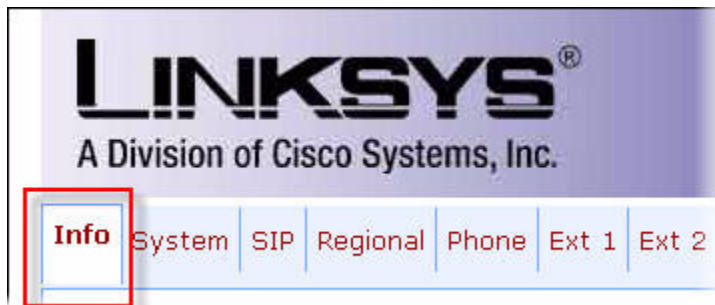 LINKSYS®
A Division of Cisco Systems, Inc.
Info System SIP Regional Phone Ext 1 Ext 2